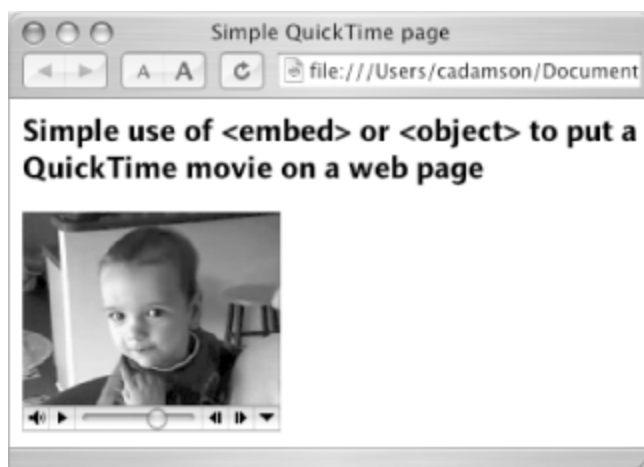 Simple QuickTime page
A A file:///Users/cadamson/Document
Simple use of <embed> or <object> to put a
QuickTime movie on a web page